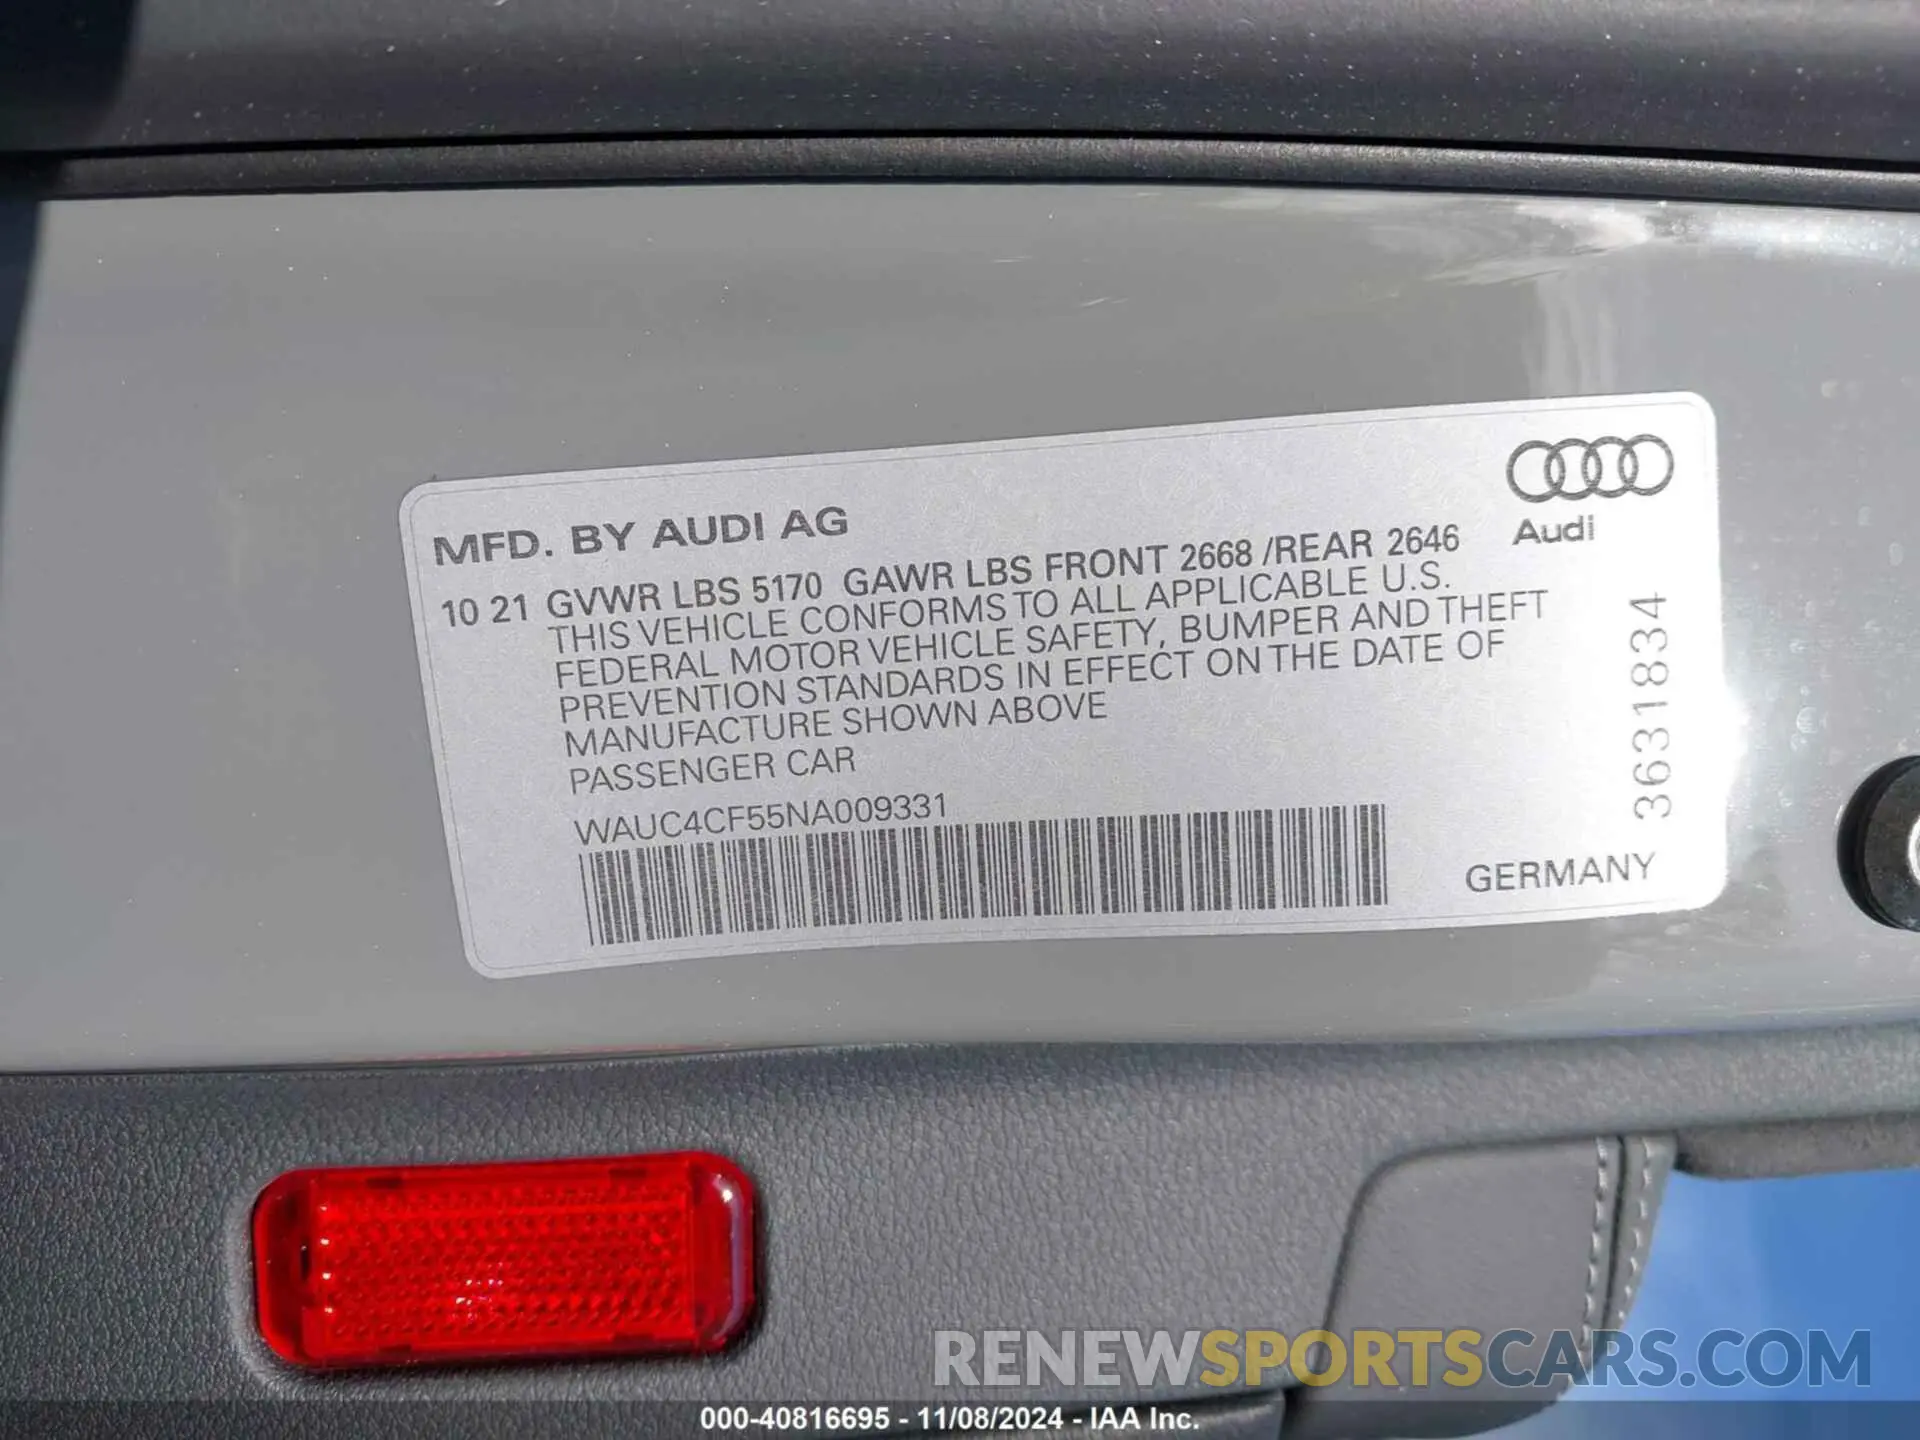 MFD. BY AUDI AG
Audi
10 21 GVWR LBS 5170 GAWR LBS FRONT 2668 /REAR 2646
THIS VEHICLE CONFORMS TO ALL APPLICABLE U.S.
FEDERAL MOTOR VEHICLE SAFETY, BUMPER AND THEFT
PREVENTION STANDARDS IN EFFECT ON THE DATE OF
MANUFACTURE SHOWN ABOVE
PASSENGER CAR
WAUC4CF55NA009331
GERMANY
3631834
RENEWSPORTSCARS.COM
000-40816695 - 11/08/2024 - IAA Inc.